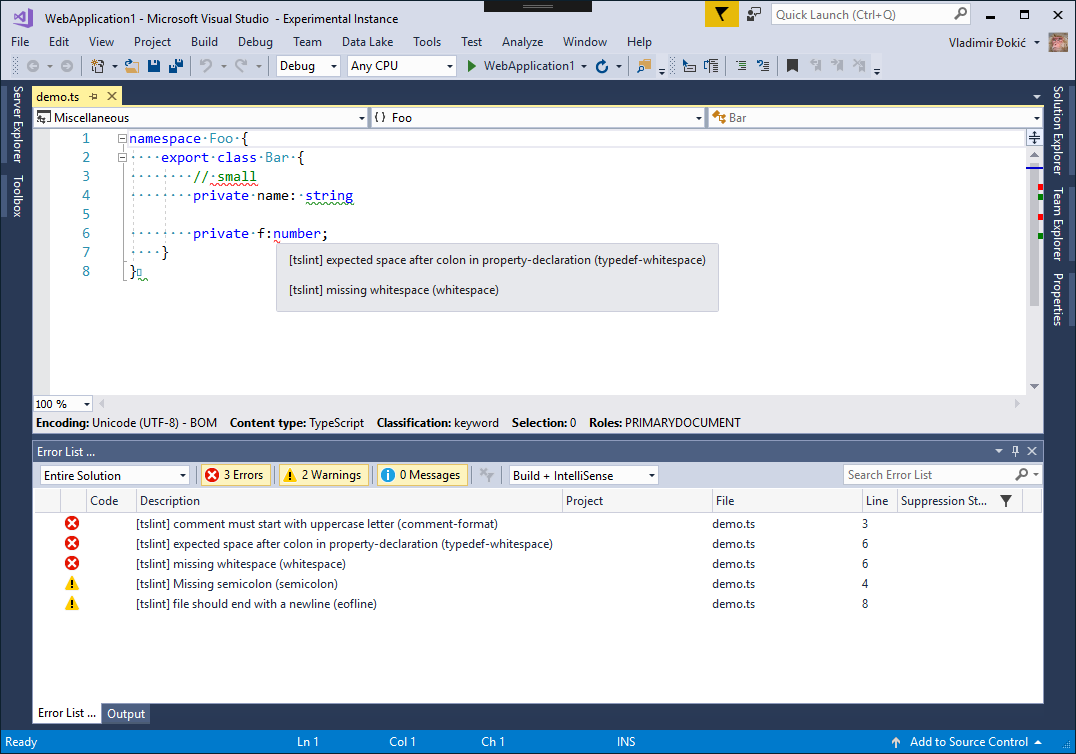 WebApplication1 - Microsoft Visual Studio - Experimental Instance
Quick Launch (Ctrl+Q)
File Edit View Project Build Debug Team Data Lake Tools Test Analyze Window Help
Vladimir Đokić
Debug Any CPU WebApplication1
Server Explorer
Toolbox
Solution Explorer
Team Explorer
Properties
demo.ts
Miscellaneous { } Foo Bar
1 namespace Foo {
2 export class Bar {
3 // small
4 private name: string
5
6 private f:number;
7 }
8 }
[tslint] expected space after colon in property-declaration (typedef-whitespace)
[tslint] missing whitespace (whitespace)
100 %
Encoding: Unicode (UTF-8) - BOM Content type: TypeScript Classification: keyword Selection: 0 Roles: PRIMARYDOCUMENT
Error List ...
Entire Solution 3 Errors 2 Warnings 0 Messages Build + IntelliSense Search Error List
Code Description Project File Line Suppression St...
[tslint] comment must start with uppercase letter (comment-format) demo.ts 3
[tslint] expected space after colon in property-declaration (typedef-whitespace) demo.ts 6
[tslint] missing whitespace (whitespace) demo.ts 6
[tslint] Missing semicolon (semicolon) demo.ts 4
[tslint] file should end with a newline (eofline) demo.ts 8
Error List ... Output
Ready Ln 1 Col 1 Ch 1 INS Add to Source Control